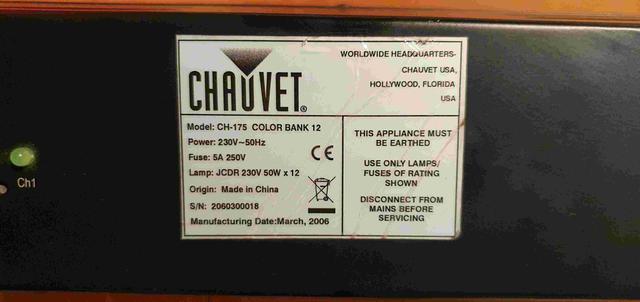 CHAUVET®
WORLDWIDE HEADQUARTERS-
CHAUVET USA,
HOLLYWOOD, FLORIDA
USA
Model: CH-175 COLOR BANK 12
Power: 230V~50Hz
Fuse: 5A 250V
CE
Lamp: JCDR 230V 50W x 12
Origin: Made in China
S/N: 2060300018
Manufacturing Date:March, 2006
THIS APPLIANCE MUST
BE EARTHED
USE ONLY LAMPS/
FUSES OF RATING
SHOWN
DISCONNECT FROM
MAINS BEFORE
SERVICING
Ch1